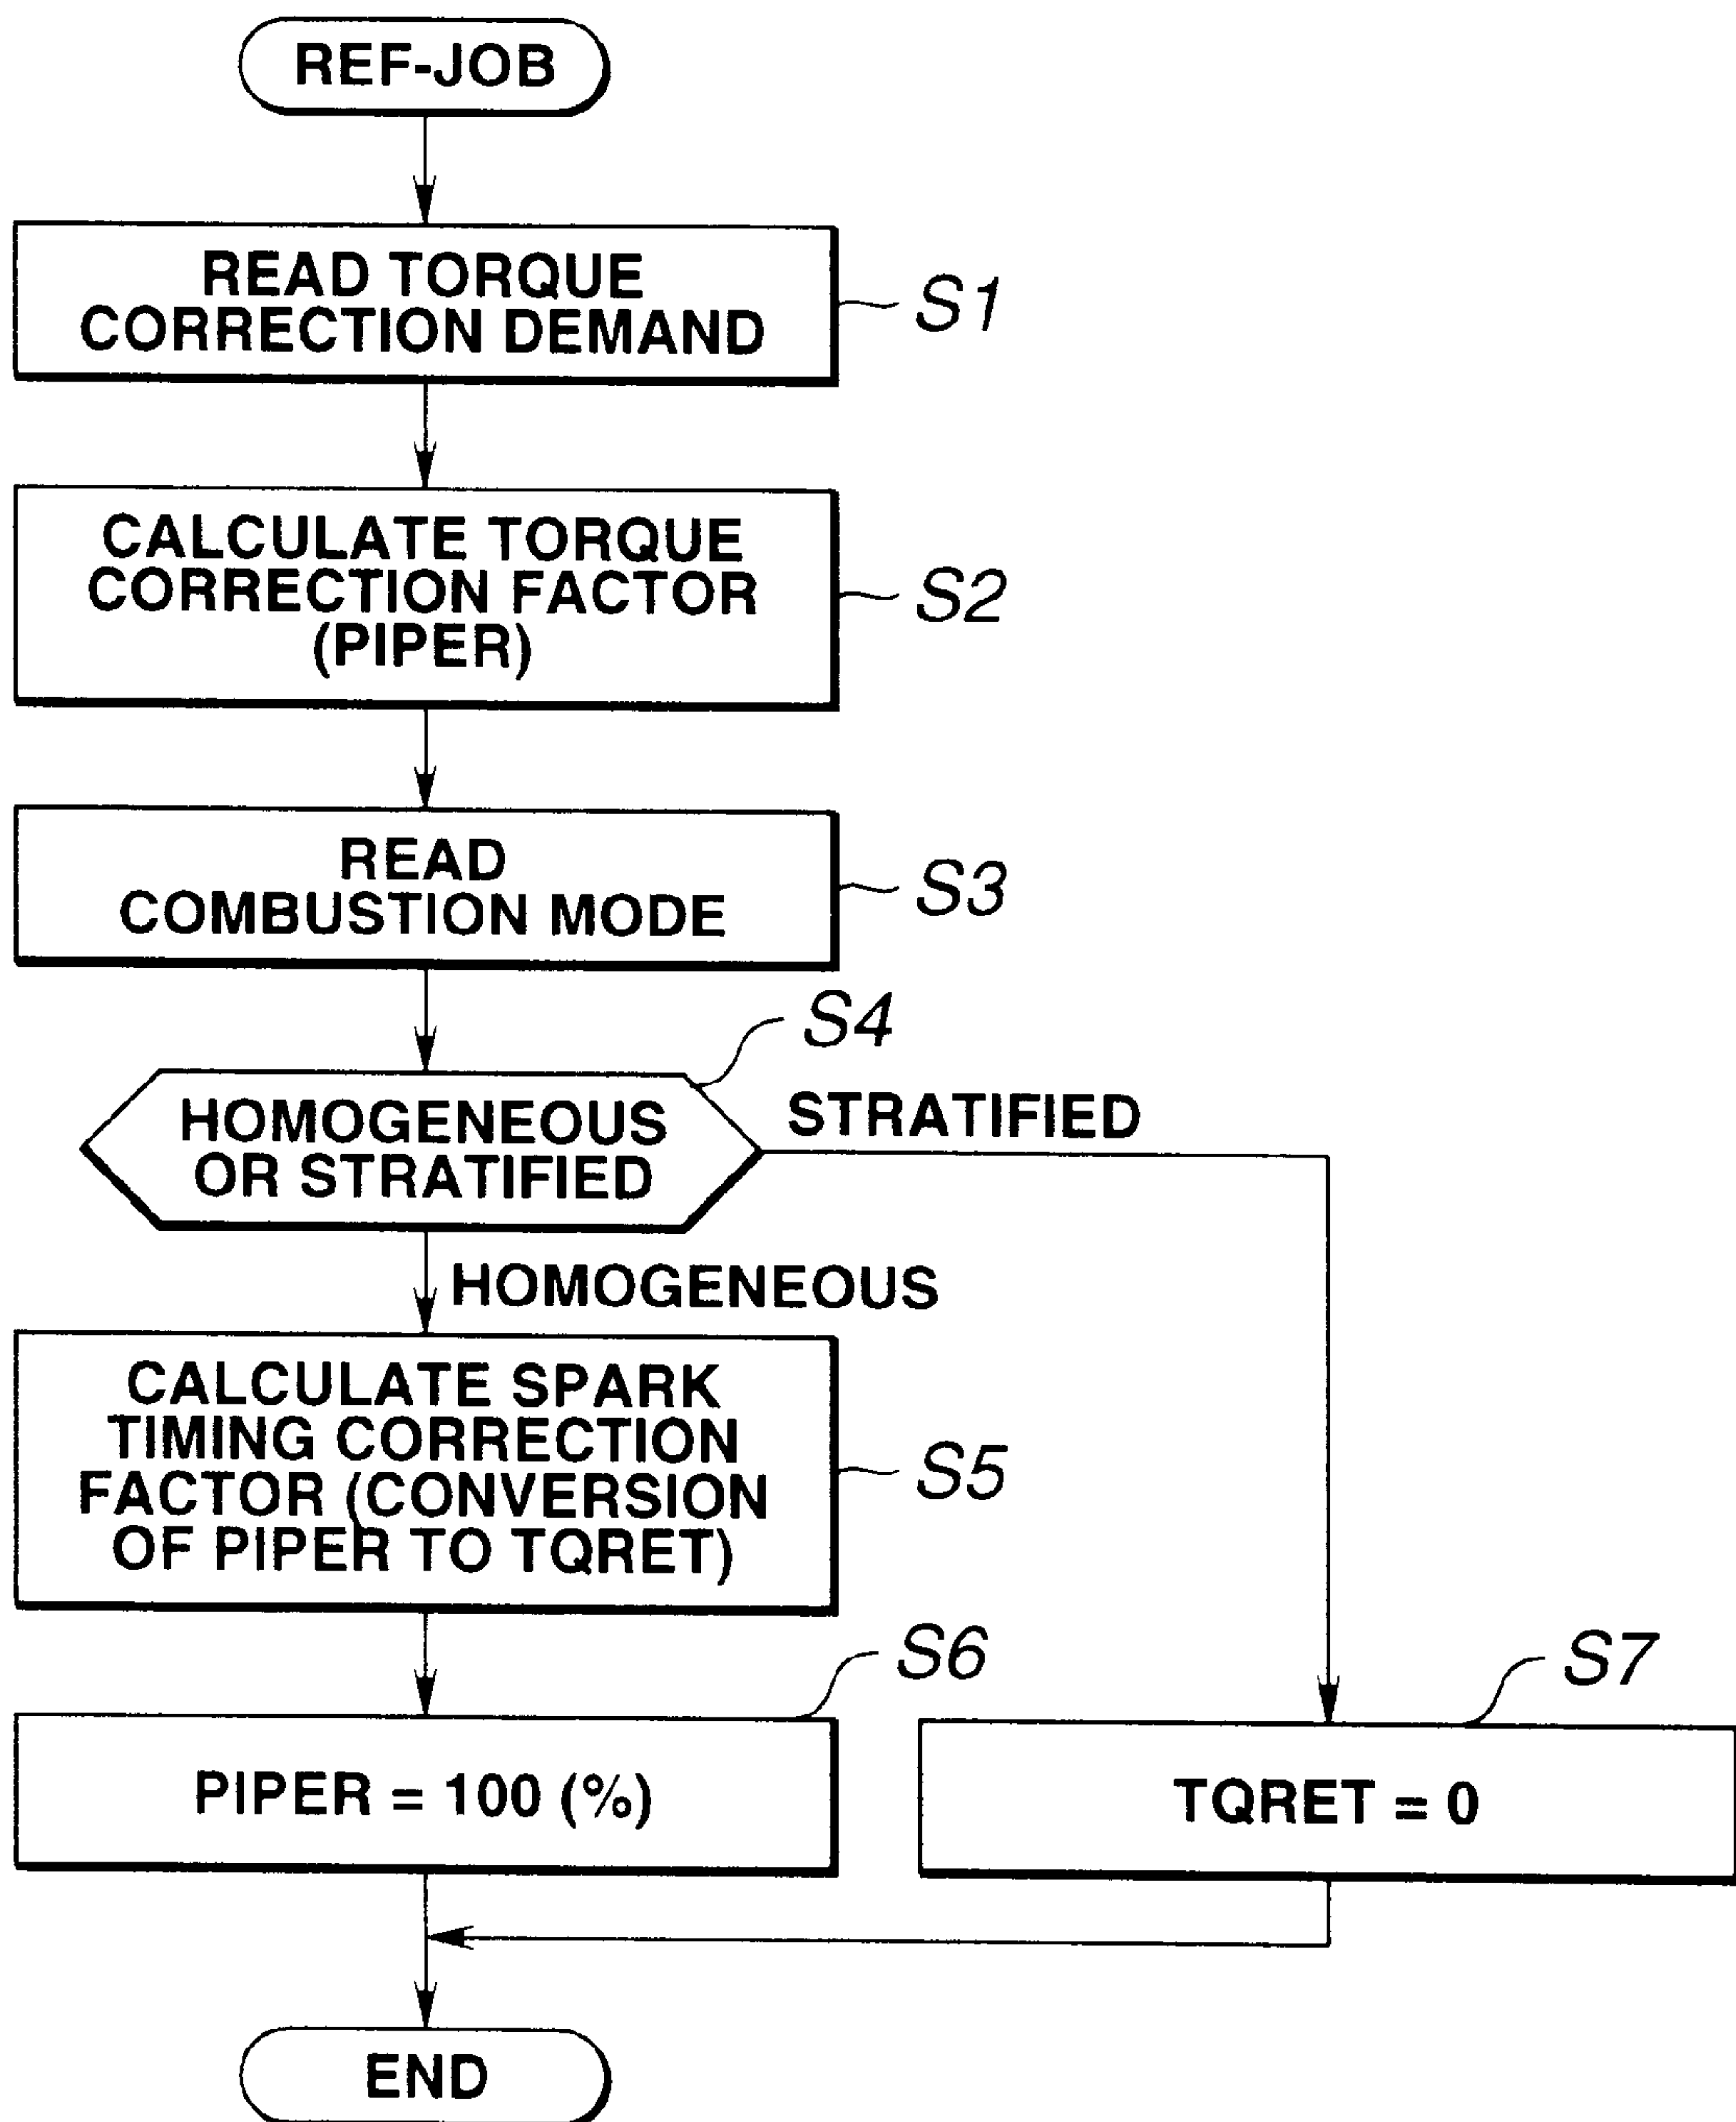 REF-JOB
READ TORQUE
CORRECTION DEMAND
S1
CALCULATE TORQUE
CORRECTION FACTOR
(PIPER)
S2
READ
COMBUSTION MODE
S3
S4
HOMOGENEOUS
OR STRATIFIED
STRATIFIED
HOMOGENEOUS
CALCULATE SPARK
TIMING CORRECTION
FACTOR (CONVERSION
OF PIPER TO TQRET)
S5
S6
PIPER = 100 (%)
S7
TQRET = 0
END